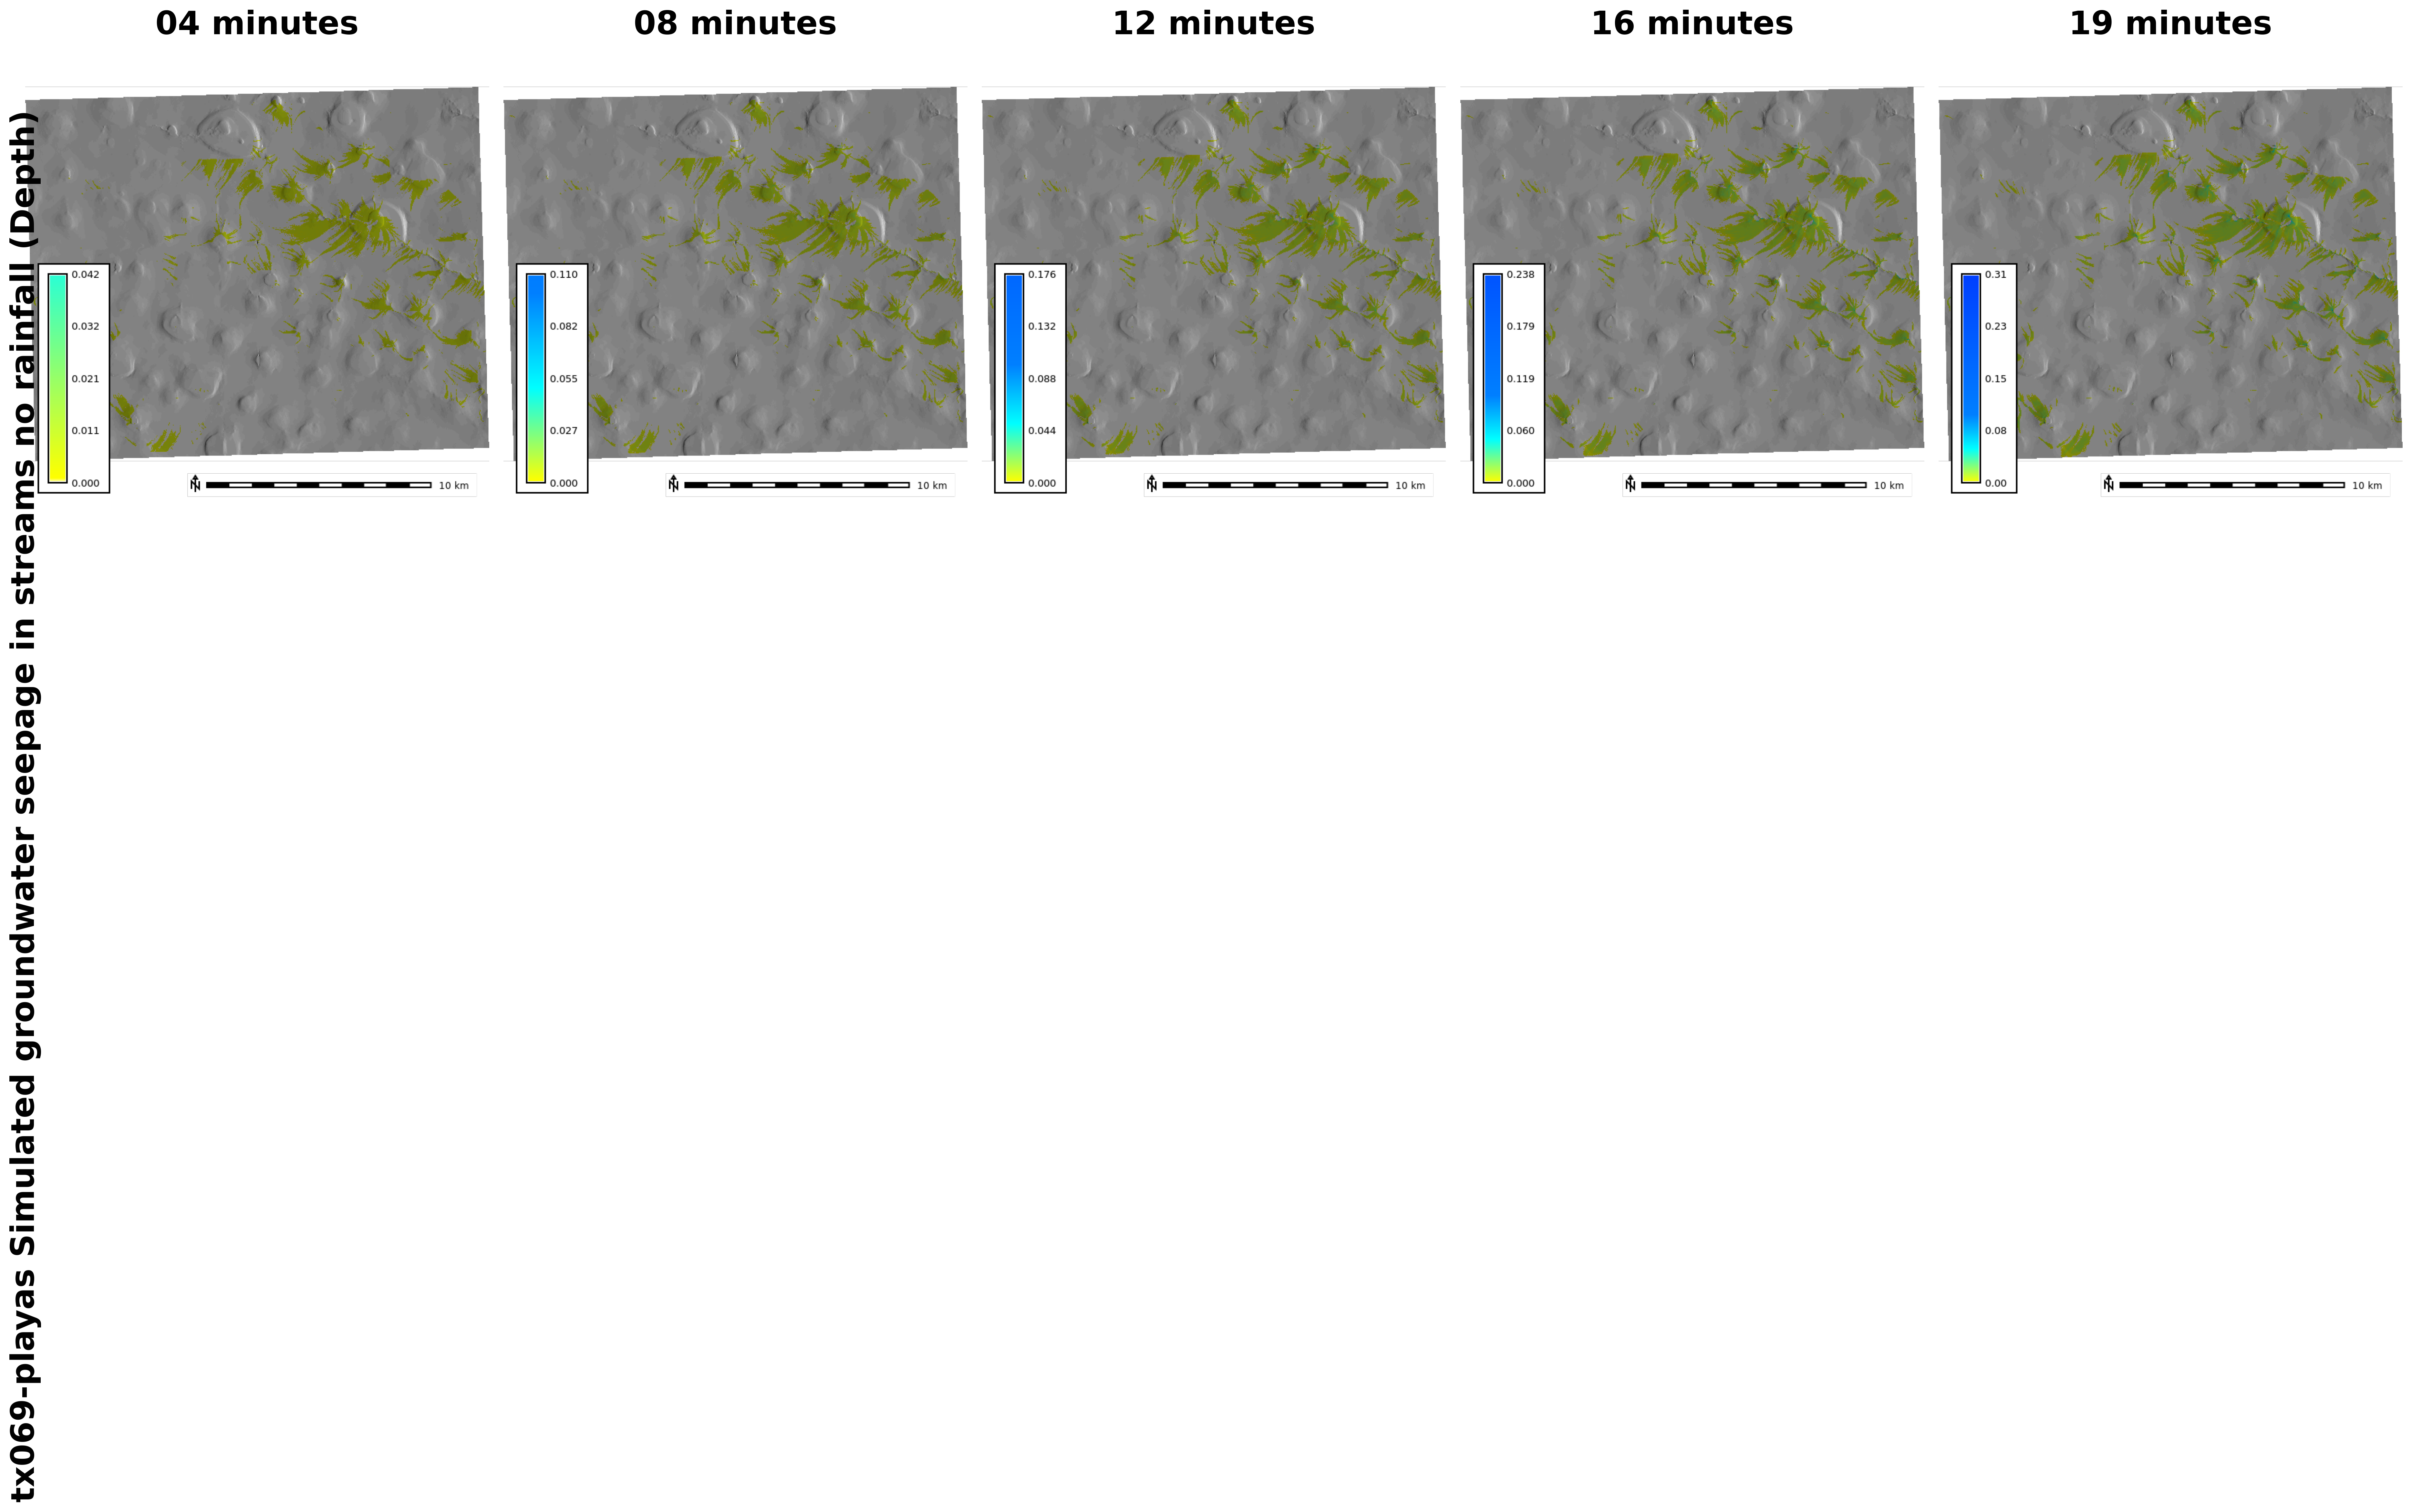 04 minutes
08 minutes
12 minutes
16 minutes
19 minutes
tx069-playas Simulated groundwater seepage in streams no rainfall (Depth)
0.042
0.032
0.021
0.011
0.000
N
10 km
0.110
0.082
0.055
0.027
0.000
N
10 km
0.176
0.132
0.088
0.044
0.000
N
10 km
0.238
0.179
0.119
0.060
0.000
N
10 km
0.31
0.23
0.15
0.08
0.00
N
10 km